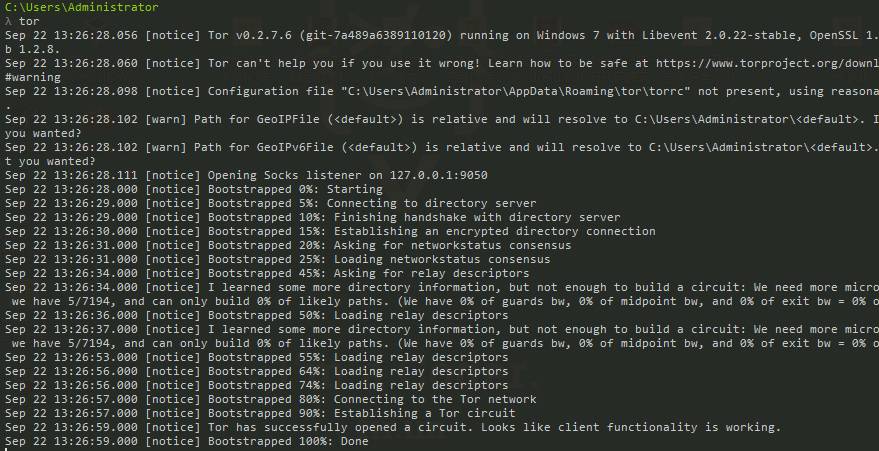 C:\Users\Administrator
λ tor
Sep 22 13:26:28.056 [notice] Tor v0.2.7.6 (git-7a489a6389110120) running on Windows 7 with Libevent 2.0.22-stable, OpenSSL 1.
b 1.2.8.
Sep 22 13:26:28.060 [notice] Tor can't help you if you use it wrong! Learn how to be safe at https://www.torproject.org/downl
#warning
Sep 22 13:26:28.098 [notice] Configuration file "C:\Users\Administrator\AppData\Roaming\tor\torrc" not present, using reasona
.
Sep 22 13:26:28.102 [warn] Path for GeoIPFile (<default>) is relative and will resolve to C:\Users\Administrator\<default>. I
you wanted?
Sep 22 13:26:28.102 [warn] Path for GeoIPv6File (<default>) is relative and will resolve to C:\Users\Administrator\<default>.
t you wanted?
Sep 22 13:26:28.111 [notice] Opening Socks listener on 127.0.0.1:9050
Sep 22 13:26:28.000 [notice] Bootstrapped 0%: Starting
Sep 22 13:26:29.000 [notice] Bootstrapped 5%: Connecting to directory server
Sep 22 13:26:29.000 [notice] Bootstrapped 10%: Finishing handshake with directory server
Sep 22 13:26:30.000 [notice] Bootstrapped 15%: Establishing an encrypted directory connection
Sep 22 13:26:31.000 [notice] Bootstrapped 20%: Asking for networkstatus consensus
Sep 22 13:26:31.000 [notice] Bootstrapped 25%: Loading networkstatus consensus
Sep 22 13:26:34.000 [notice] Bootstrapped 45%: Asking for relay descriptors
Sep 22 13:26:34.000 [notice] I learned some more directory information, but not enough to build a circuit: We need more micro
we have 5/7194, and can only build 0% of likely paths. (We have 0% of guards bw, 0% of midpoint bw, and 0% of exit bw = 0% o
Sep 22 13:26:36.000 [notice] Bootstrapped 50%: Loading relay descriptors
Sep 22 13:26:37.000 [notice] I learned some more directory information, but not enough to build a circuit: We need more micro
we have 5/7194, and can only build 0% of likely paths. (We have 0% of guards bw, 0% of midpoint bw, and 0% of exit bw = 0% o
Sep 22 13:26:53.000 [notice] Bootstrapped 55%: Loading relay descriptors
Sep 22 13:26:56.000 [notice] Bootstrapped 64%: Loading relay descriptors
Sep 22 13:26:56.000 [notice] Bootstrapped 74%: Loading relay descriptors
Sep 22 13:26:57.000 [notice] Bootstrapped 80%: Connecting to the Tor network
Sep 22 13:26:57.000 [notice] Bootstrapped 90%: Establishing a Tor circuit
Sep 22 13:26:59.000 [notice] Tor has successfully opened a circuit. Looks like client functionality is working.
Sep 22 13:26:59.000 [notice] Bootstrapped 100%: Done